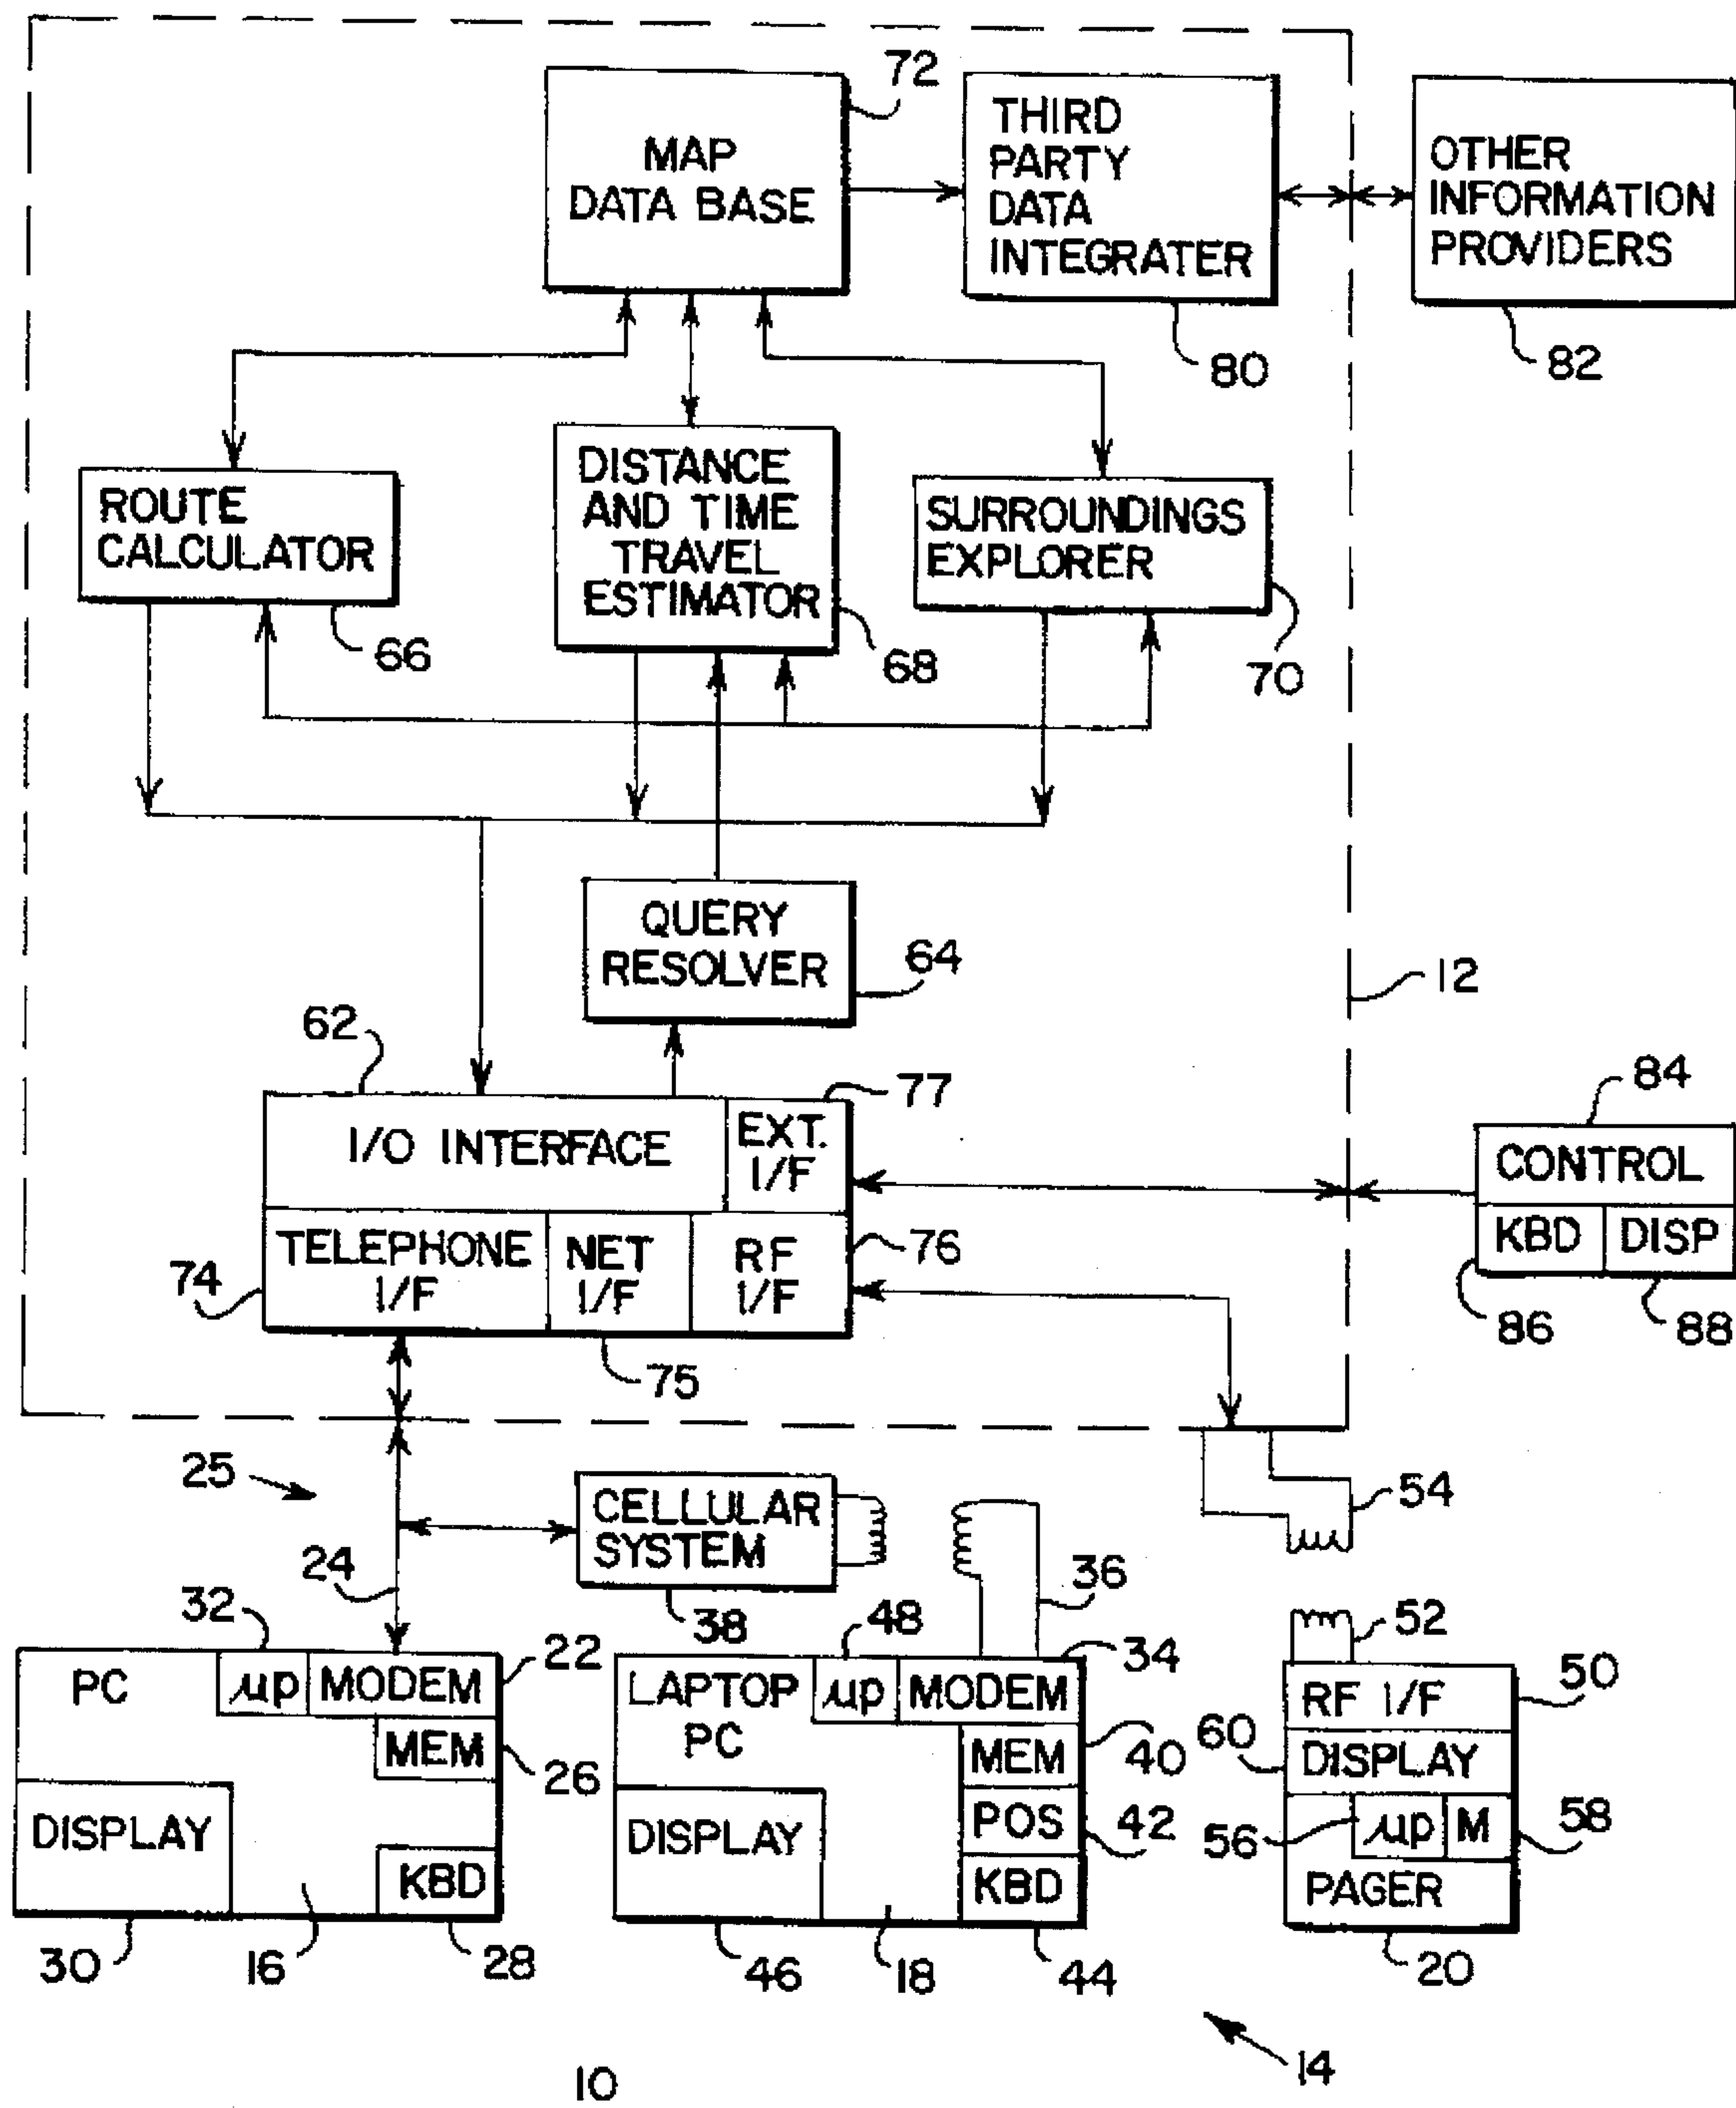 72
MAP
DATA BASE
THIRD
PARTY
DATA
INTEGRATER
OTHER
INFORMATION
PROVIDERS
80
82
ROUTE
CALCULATOR
DISTANCE
AND TIME
TRAVEL
ESTIMATOR
SURROUNDINGS
EXPLORER
66
68
70
QUERY
RESOLVER
64
12
62
77
I/O INTERFACE
EXT.
I/F
84
CONTROL
KBD
DISP
86
88
74
TELEPHONE
I/F
NET
I/F
RF
I/F
76
75
25
24
CELLULAR
SYSTEM
38
36
54
52
32
PC
μp
MODEM
22
MEM
26
DISPLAY
KBD
30
16
28
48
34
LAPTOP
PC
μp
MODEM
MEM
40
POS
42
DISPLAY
KBD
46
18
44
RF I/F
50
60
DISPLAY
56
μp
M
58
PAGER
20
14
10